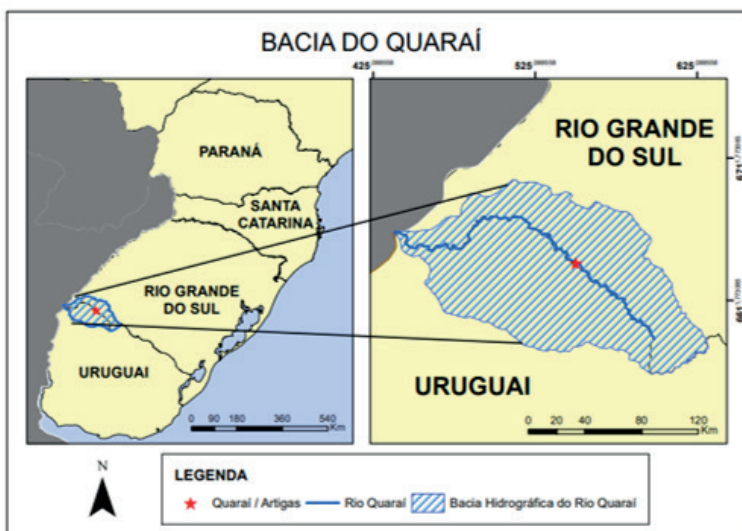 BACIA DO QUARAÍ
425
525
625
PARANÁ
SANTA
CATARINA
RIO GRANDE
DO SUL
URUGUAI
0 90 180 360 540
Km
RIO GRANDE
DO SUL
URUGUAI
671
661
0 20 40 80 120
Km
N
LEGENDA
Quaraí / Artigas
Rio Quaraí
Bacia Hidrográfica do Rio Quaraí